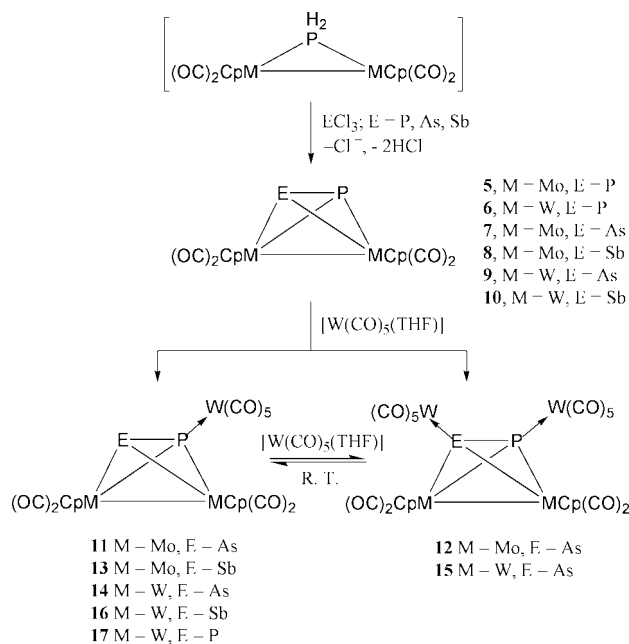 H2
P
(OC)2CpM MCp(CO)2
ECl3; E = P, As, Sb
–Cl⁻, - 2HCl
E P
(OC)2CpM MCp(CO)2
5, M = Mo, E = P
6, M = W, E = P
7, M = Mo, E = As
8, M = Mo, E = Sb
9, M = W, E = As
10, M = W, E = Sb
[W(CO)5(THF)]
W(CO)5
E P
(OC)2CpM MCp(CO)2
[W(CO)5(THF)]
R. T.
(CO)5W W(CO)5
E P
(OC)2CpM MCp(CO)2
11 M = Mo, E = As
13 M = Mo, E = Sb
14 M = W, E = As
16 M = W, E = Sb
17 M = W, E = P
12 M = Mo, E = As
15 M = W, E = As